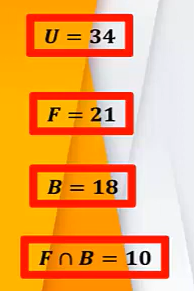 U = 34
F = 21
B = 18
F ∩ B = 10